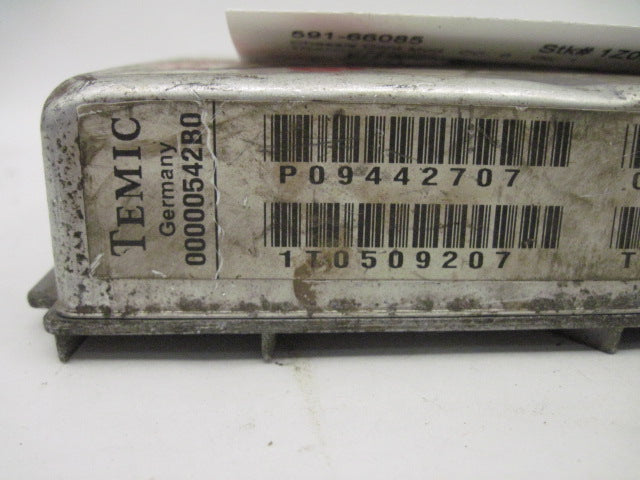 591-66085
Stk# 1Z0
TEMIC
Germany
00000542B0
P09442707
1T0509207
T